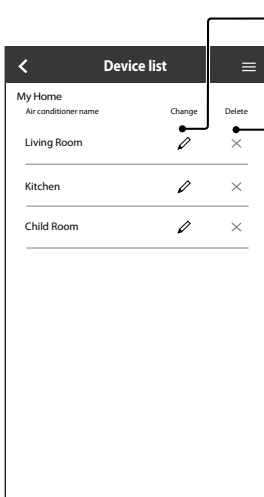 Device list
My Home
Air conditioner name Change Delete
Living Room
Kitchen
Child Room